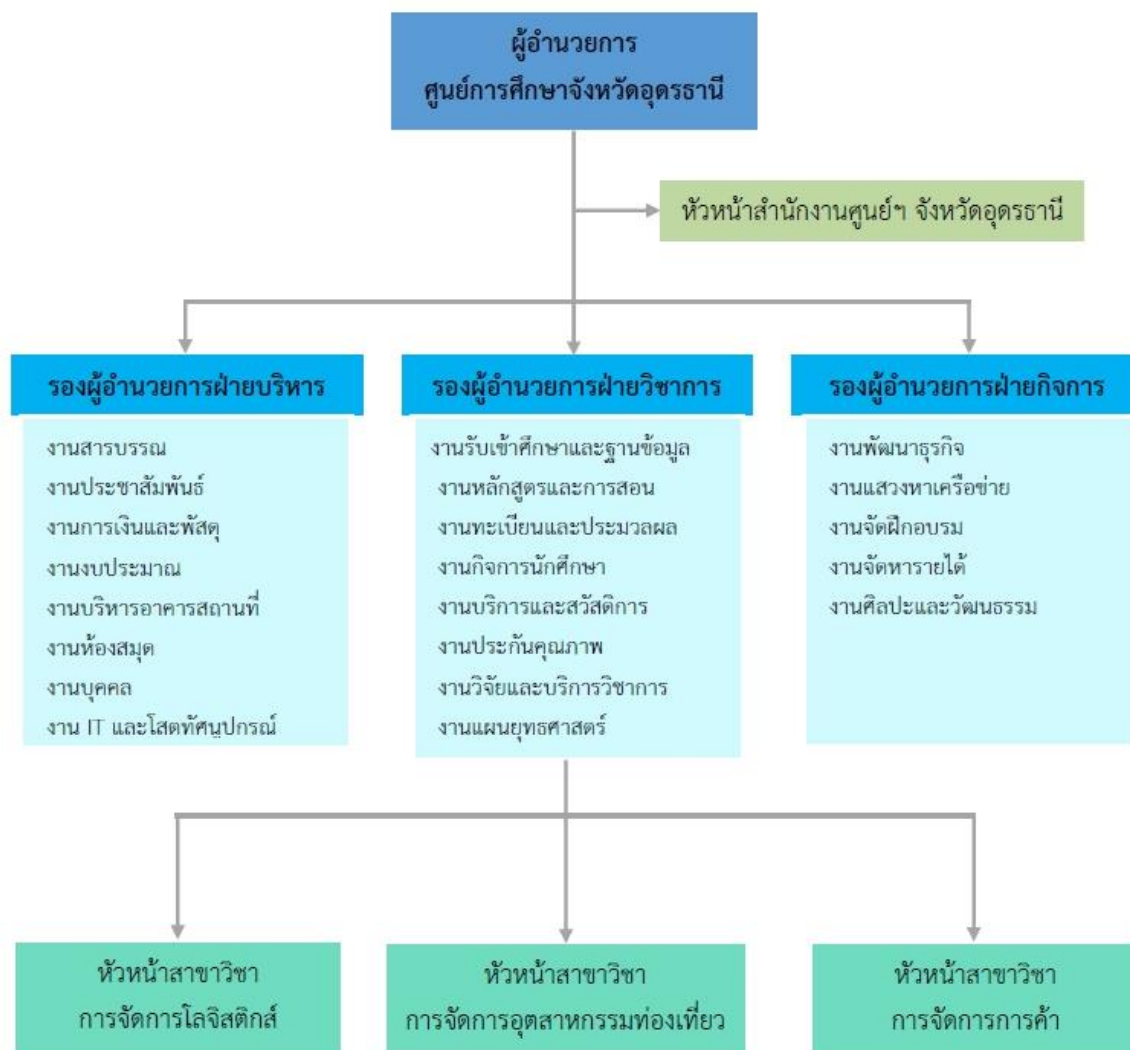 ผู้อำนวยการ
ศูนย์การศึกษาจังหวัดอุดรธานี
หัวหน้าสำนักงานศูนย์ฯ จังหวัดอุดรธานี
รองผู้อำนวยการฝ่ายบริหาร
งานสารบรรณ
งานประชาสัมพันธ์
งานการเงินและพัสดุ
งานงบประมาณ
งานบริหารอาคารสถานที่
งานห้องสมุด
งานบุคคล
งาน IT และโสตทัศนูปกรณ์
รองผู้อำนวยการฝ่ายวิชาการ
งานรับเข้าศึกษาและฐานข้อมูล
งานหลักสูตรและการสอน
งานทะเบียนและประมวลผล
งานกิจการนักศึกษา
งานบริการและสวัสดิการ
งานประกันคุณภาพ
งานวิจัยและบริการวิชาการ
งานแผนยุทธศาสตร์
รองผู้อำนวยการฝ่ายกิจการ
งานพัฒนาธุรกิจ
งานแสวงหาเครือข่าย
งานจัดฝึกอบรม
งานจัดหารายได้
งานศิลปะและวัฒนธรรม
หัวหน้าสาขาวิชา
การจัดการโลจิสติกส์
หัวหน้าสาขาวิชา
การจัดการอุตสาหกรรมท่องเที่ยว
หัวหน้าสาขาวิชา
การจัดการการค้า